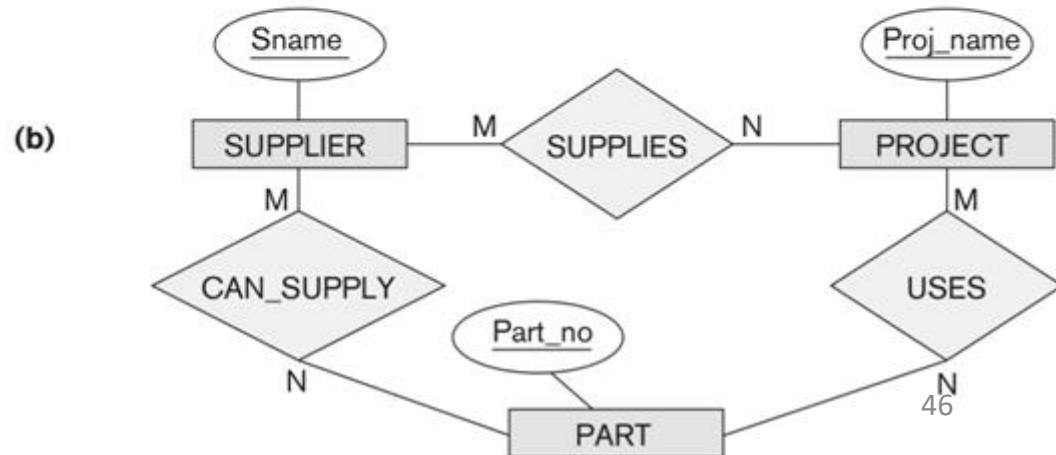 Sname
Proj_name
(b)
SUPPLIER
M
SUPPLIES
N
PROJECT
M
M
CAN_SUPPLY
USES
Part_no
N
N
46
PART